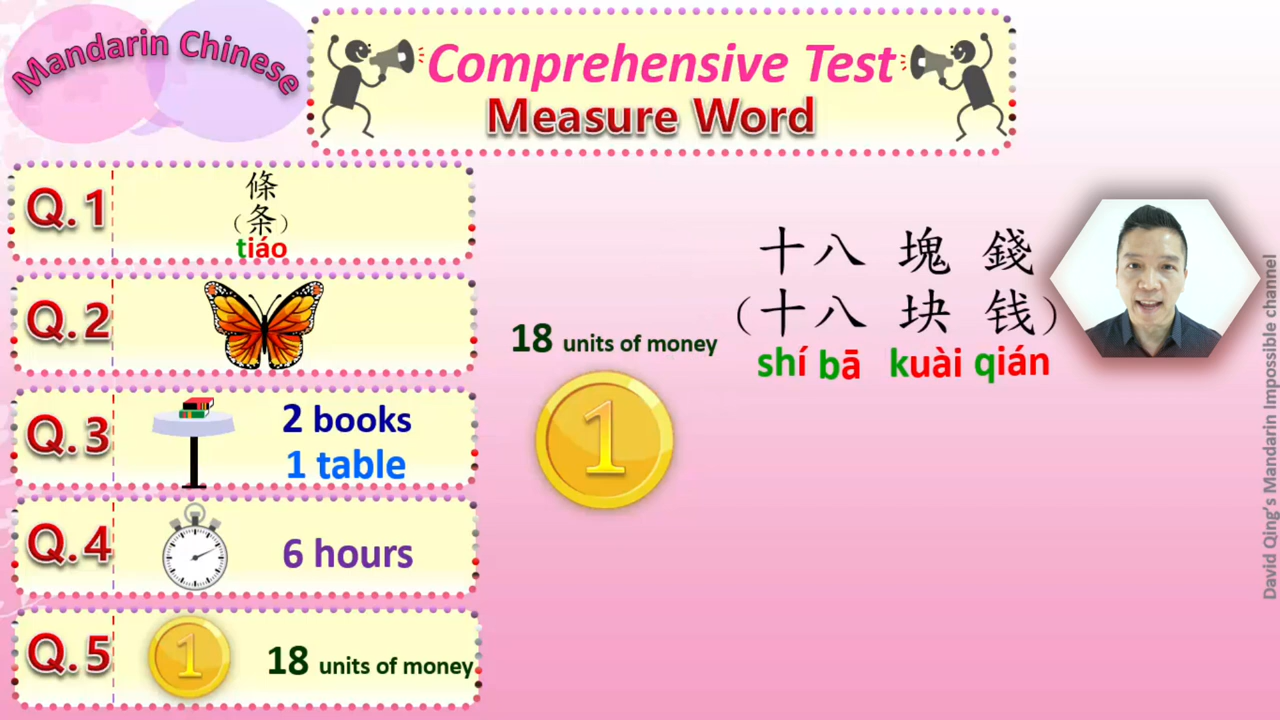 Mandarin Chinese
Comprehensive Test
Measure Word
Q.1
條
(条)
tiáo
Q.2
Q.3
2 books
1 table
Q.4
6 hours
Q.5
1
18 units of money
18 units of money
1
十八 塊 錢
(十八 块 钱)
shí bā kuài qián
David Qing's Mandarin Impossible channel